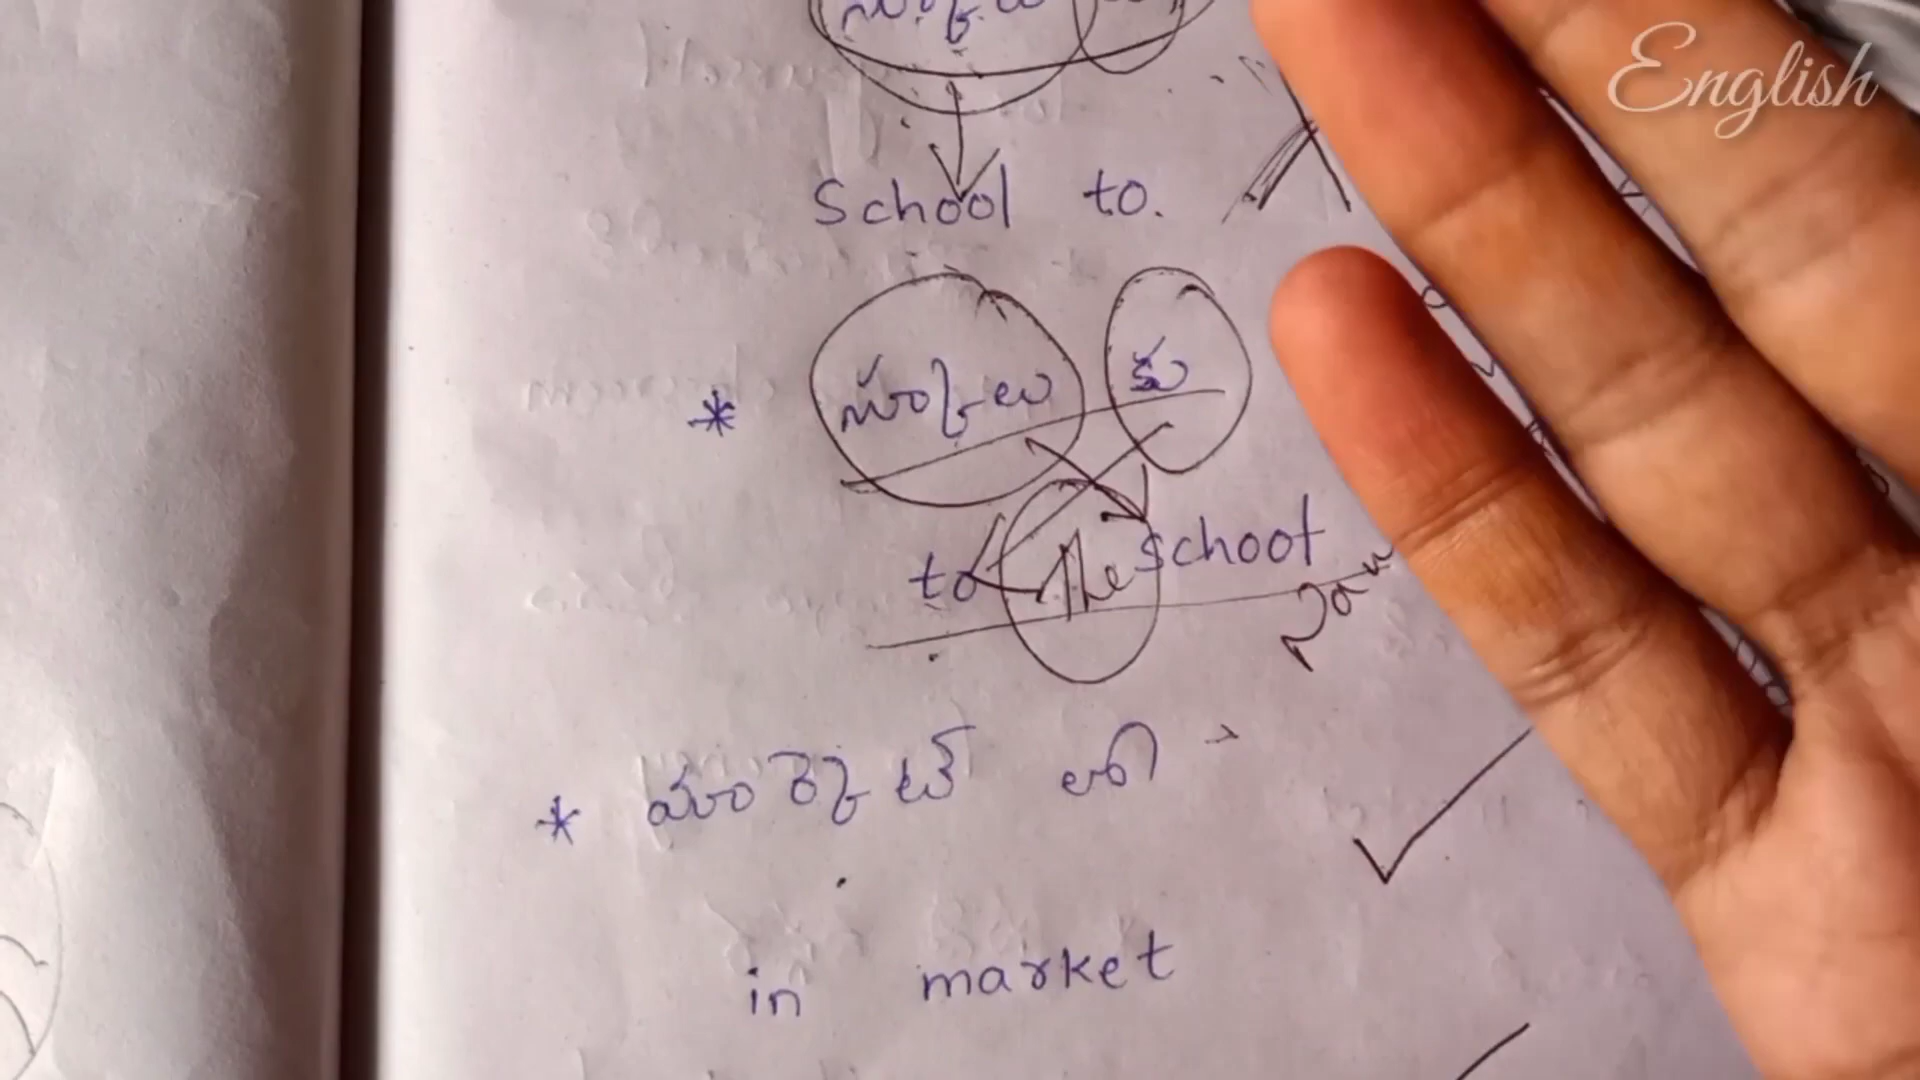 English
School to.
* స్కూలు కు
to the school
* మార్కెట్ లో
in market